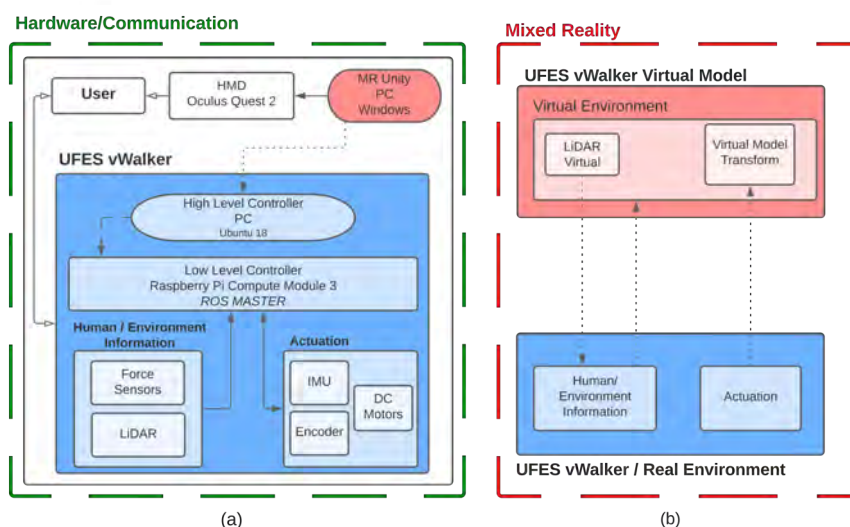 Hardware/Communication
User
HMD
Oculus Quest 2
MR Unity
PC
Windows
UFES vWalker
High Level Controller
PC
Ubuntu 18
Low Level Controller
Raspberry Pi Compute Module 3
ROS MASTER
Human / Environment
Information
Force
Sensors
LiDAR
Actuation
IMU
Encoder
DC
Motors
(a)
Mixed Reality
UFES vWalker Virtual Model
Virtual Environment
LiDAR
Virtual
Virtual Model
Transform
Human/
Environment
Information
Actuation
UFES vWalker / Real Environment
(b)